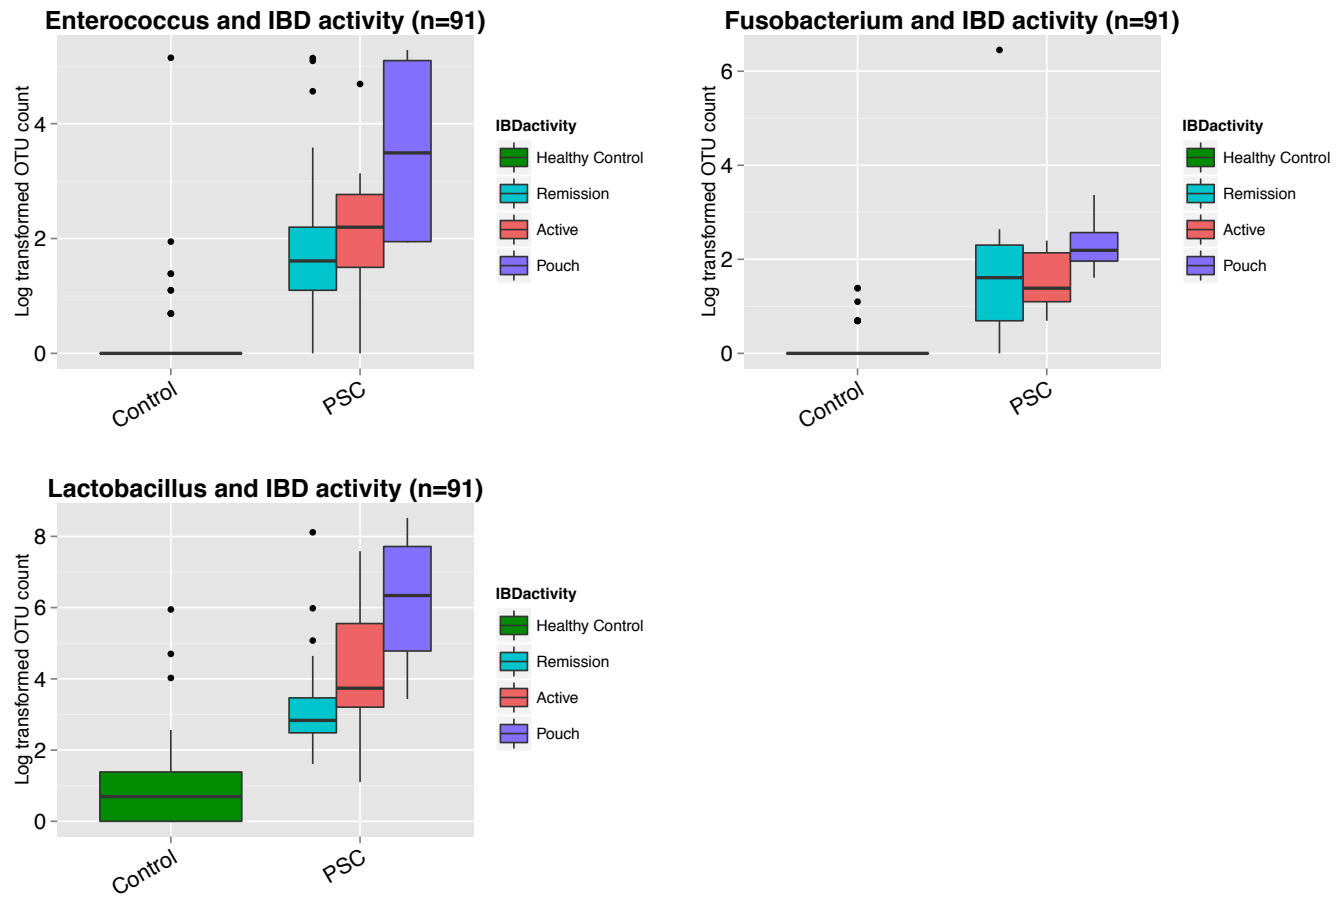 Enterococcus and IBD activity (n=91)
Log transformed OTU count
4
2
0
Control
PSC
IBDactivity
Healthy Control
Remission
Active
Pouch
Fusobacterium and IBD activity (n=91)
Log transformed OTU count
6
4
2
0
Control
PSC
IBDactivity
Healthy Control
Remission
Active
Pouch
Lactobacillus and IBD activity (n=91)
Log transformed OTU count
8
6
4
2
0
Control
PSC
IBDactivity
Healthy Control
Remission
Active
Pouch